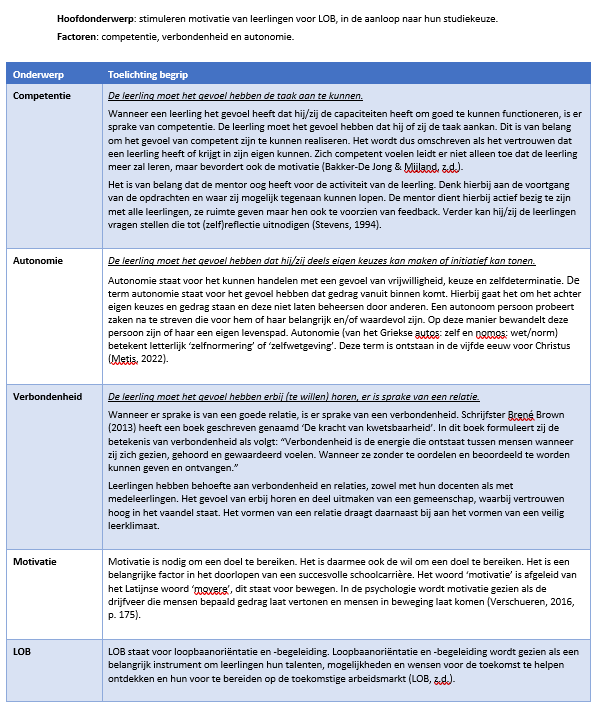 Hoofdonderwerp: stimuleren motivatie van leerlingen voor LOB, in de aanloop naar hun studiekeuze.
Factoren: competentie, verbondenheid en autonomie.
Onderwerp Toelichting begrip
Competentie De leerling moet het gevoel hebben de taak aan te kunnen.
Wanneer een leerling het gevoel heeft dat hij/zij de capaciteiten heeft om goed te kunnen functioneren, is er
sprake van competentie. De leerling moet het gevoel hebben dat hij of zij de taak aankan. Dit is van belang
om het gevoel van competent zijn te kunnen realiseren. Het wordt dus omschreven als het vertrouwen dat
een leerling heeft of krijgt in zijn eigen kunnen. Zich competent voelen leidt er niet alleen toe dat de leerling
meer zal leren, maar bevordert ook de motivatie (Bakker-De Jong & Mijland, z.d.).
Het is van belang dat de mentor oog heeft voor de activiteit van de leerling. Denk hierbij aan de voortgang
van de opdrachten en waar zij mogelijk tegenaan kunnen lopen. De mentor dient hierbij actief bezig te zijn
met alle leerlingen, ze ruimte geven maar hen ook te voorzien van feedback. Verder kan hij/zij de leerlingen
vragen stellen die tot (zelf)reflectie uitnodigen (Stevens, 1994).
Autonomie De leerling moet het gevoel hebben dat hij/zij deels eigen keuzes kan maken of initiatief kan tonen.
Autonomie staat voor het kunnen handelen met een gevoel van vrijwilligheid, keuze en zelfdeterminatie. De
term autonomie staat voor het gevoel hebben dat gedrag vanuit binnen komt. Hierbij gaat het om het achter
eigen keuzes en gedrag staan en deze niet laten beheersen door anderen. Een autonoom persoon probeert
zaken na te streven die voor hem of haar belangrijk en/of waardevol zijn. Op deze manier bewandelt deze
persoon zijn of haar een eigen levenspad. Autonomie (van het Griekse autos: zelf en nomos: wet/norm)
betekent letterlijk ‘zelfnormering’ of ‘zelfwetgeving’. Deze term is ontstaan in de vijfde eeuw voor Christus
(Metis, 2022).
Verbondenheid De leerling moet het gevoel hebben erbij (te willen) horen, er is sprake van een relatie.
Wanneer er sprake is van een goede relatie, is er sprake van een verbondenheid. Schrijfster Brené Brown
(2013) heeft een boek geschreven genaamd ‘De kracht van kwetsbaarheid’. In dit boek formuleert zij de
betekenis van verbondenheid als volgt: “Verbondenheid is de energie die ontstaat tussen mensen wanneer
zij zich gezien, gehoord en gewaardeerd voelen. Wanneer ze zonder te oordelen en beoordeeld te worden
kunnen geven en ontvangen.”
Leerlingen hebben behoefte aan verbondenheid en relaties, zowel met hun docenten als met
medeleerlingen. Het gevoel van erbij horen en deel uitmaken van een gemeenschap, waarbij vertrouwen
hoog in het vaandel staat. Het vormen van een relatie draagt daarnaast bij aan het vormen van een veilig
leerklimaat.
Motivatie Motivatie is nodig om een doel te bereiken. Het is daarmee ook de wil om een doel te bereiken. Het is een
belangrijke factor in het doorlopen van een succesvolle schoolcarrière. Het woord ‘motivatie’ is afgeleid van
het Latijnse woord ‘movere’, dit staat voor bewegen. In de psychologie wordt motivatie gezien als de
drijfveer die mensen bepaald gedrag laat vertonen en mensen in beweging laat komen (Verschueren, 2016,
p. 175).
LOB LOB staat voor loopbaanoriëntatie en -begeleiding. Loopbaanoriëntatie en -begeleiding wordt gezien als een
belangrijk instrument om leerlingen hun talenten, mogelijkheden en wensen voor de toekomst te helpen
ontdekken en hun voor te bereiden op de toekomstige arbeidsmarkt (LOB, z.d.).